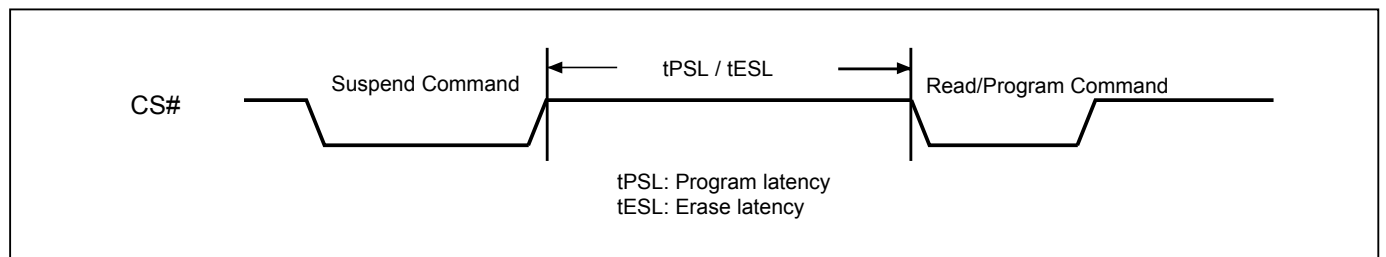 tPSL / tESL
Suspend Command
Read/Program Command
CS#
tPSL: Program latency
tESL: Erase latency